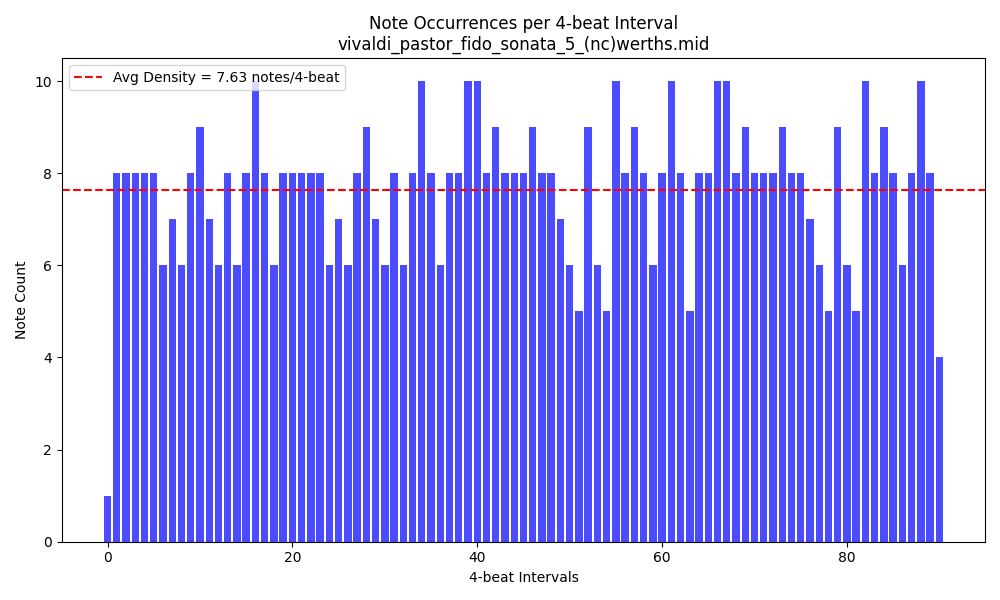 Note Occurrences per 4-beat Interval
vivaldi_pastor_fido_sonata_5_(nc)werths.mid
Avg Density = 7.63 notes/4-beat
Note Count
10
8
6
4
2
0
0 20 40 60 80
4-beat Intervals